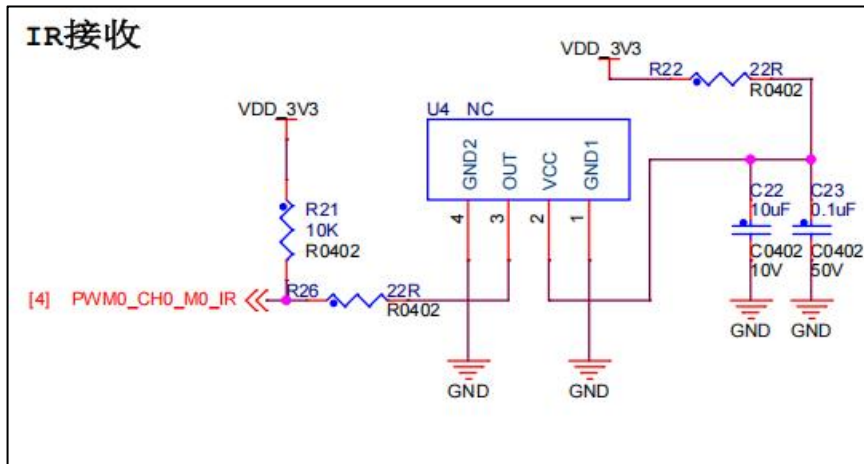 IR接收
VDD_3V3
R22 22R
R0402
VDD_3V3
U4 NC
GND2
OUT
VCC
GND1
R21
10K
R0402
4
3
2
1
C22
10uF
C0402
10V
C23
0.1uF
C0402
50V
[4] PWM0_CH0_M0_IR
R26 22R
R0402
GND
GND
GND
GND